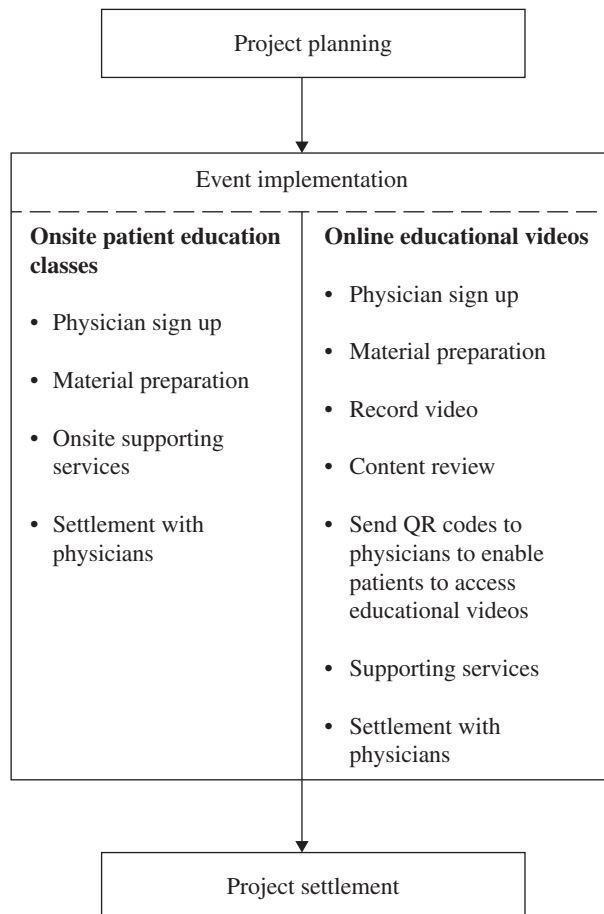 Project planning
Event implementation
Onsite patient education
classes
• Physician sign up
• Material preparation
• Onsite supporting
services
• Settlement with
physicians
Online educational videos
• Physician sign up
• Material preparation
• Record video
• Content review
• Send QR codes to
physicians to enable
patients to access
educational videos
• Supporting services
• Settlement with
physicians
Project settlement